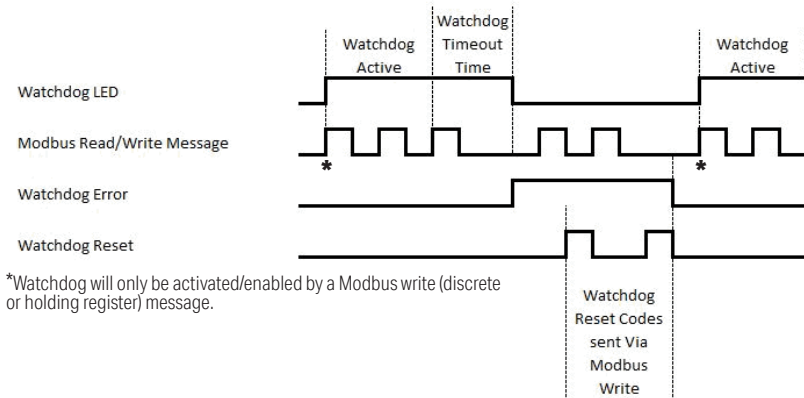 Watchdog
Timeout
Time
Watchdog
Active
Watchdog
Active
Watchdog LED
Modbus Read/Write Message
*
*
Watchdog Error
Watchdog Reset
*Watchdog will only be activated/enabled by a Modbus write (discrete
or holding register) message.
Watchdog
Reset Codes
sent Via
Modbus
Write